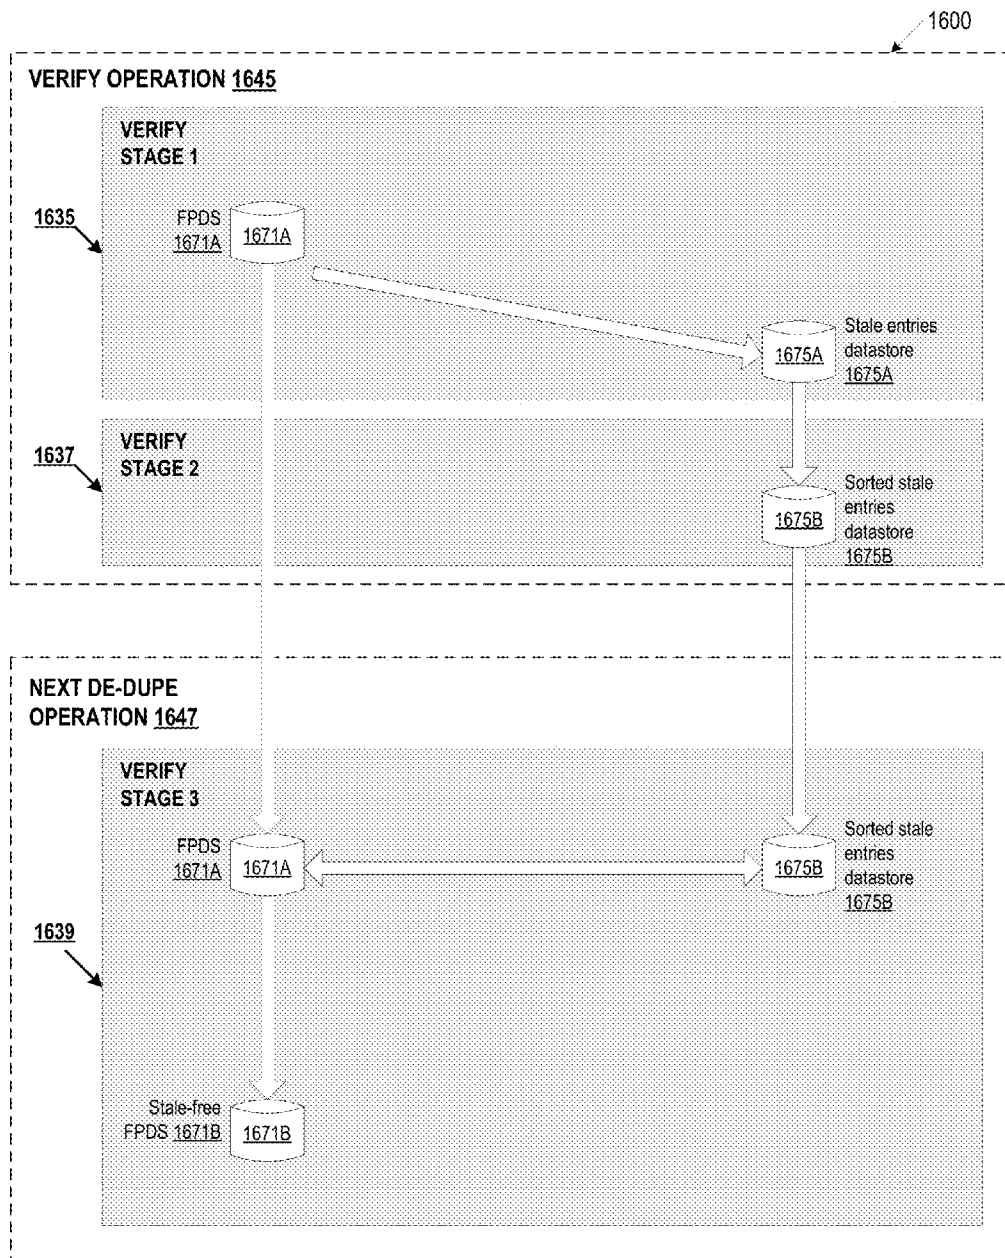 1600
VERIFY OPERATION 1645
VERIFY
STAGE 1
1635
FPDS
1671A
1671A
1675A
Stale entries
datastore
1675A
VERIFY
STAGE 2
1637
1675B
Sorted stale
entries
datastore
1675B
NEXT DE-DUPE
OPERATION 1647
VERIFY
STAGE 3
FPDS
1671A
1671A
1675B
Sorted stale
entries
datastore
1675B
1639
Stale-free
FPDS 1671B
1671B